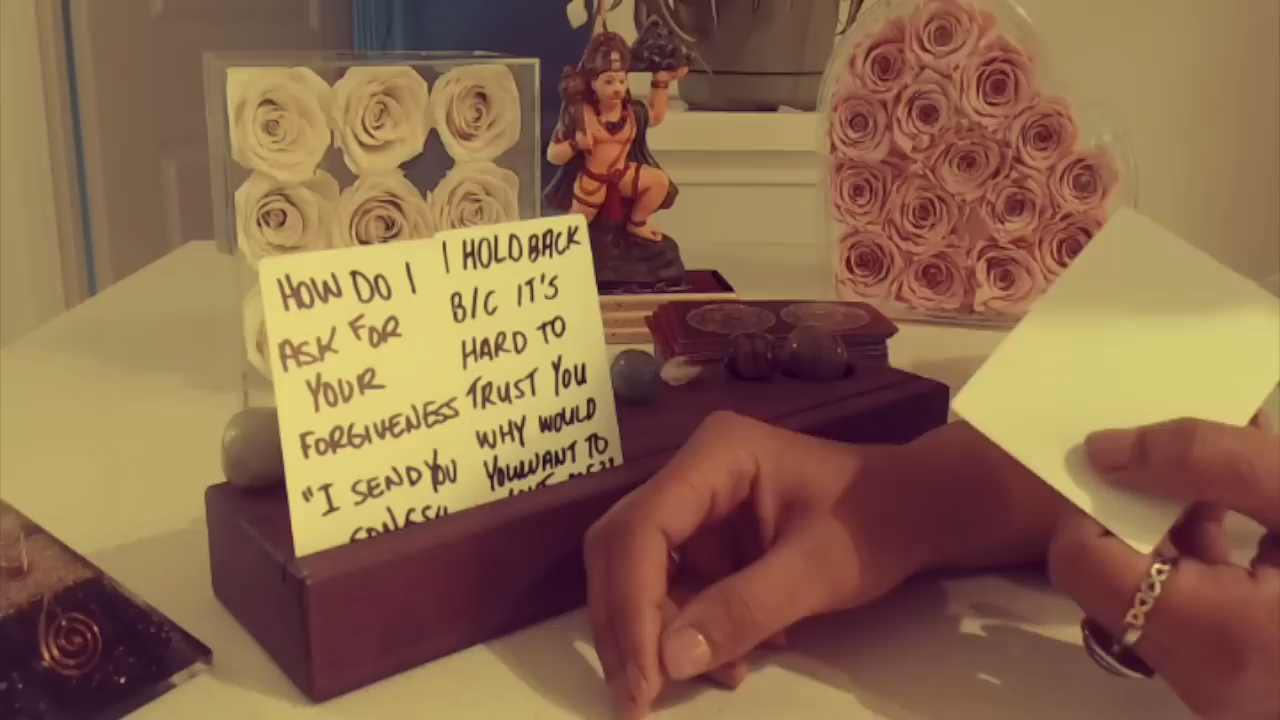 HOW DO I
ASK FOR
YOUR
FORGIVENESS
"I SEND YOU
I HOLD BACK
B/C IT'S
HARD TO
TRUST YOU
WHY WOULD
YOU WANT TO